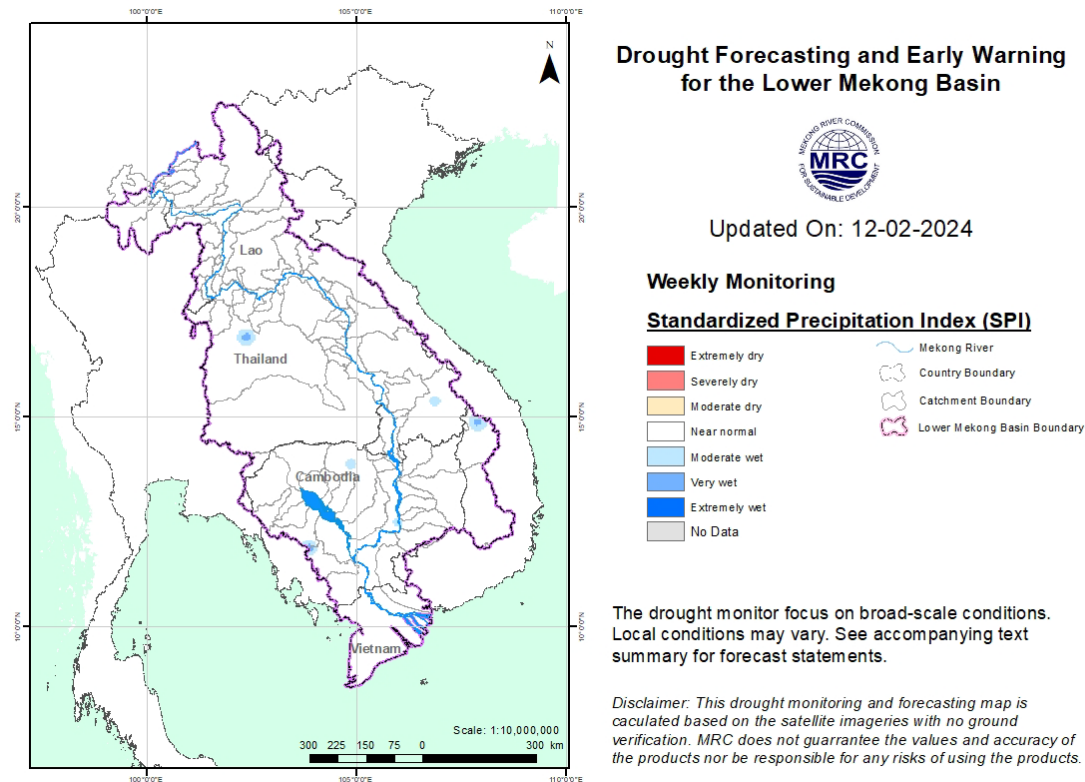 100°0'0"E 105°0'0"E 110°0'0"E
N
20°0'0"N
15°0'0"N
10°0'0"N
Lao
Thailand
Cambodia
Vietnam
20°0'0"N
15°0'0"N
10°0'0"N
Scale: 1:10,000,000
300 225 150 75 0 300 km
100°0'0"E 105°0'0"E 110°0'0"E
Drought Forecasting and Early Warning
for the Lower Mekong Basin
MEKONG RIVER COMMISSION
MRC
FOR SUSTAINABLE DEVELOPMENT
Updated On: 12-02-2024
Weekly Monitoring
Standardized Precipitation Index (SPI)
Extremely dry
Severely dry
Moderate dry
Near normal
Moderate wet
Very wet
Extremely wet
No Data
Mekong River
Country Boundary
Catchment Boundary
Lower Mekong Basin Boundary
The drought monitor focus on broad-scale conditions.
Local conditions may vary. See accompanying text
summary for forecast statements.
Disclaimer: This drought monitoring and forecasting map is
caculated based on the satellite imageries with no ground
verification. MRC does not guarrantee the values and accuracy of
the products nor be responsible for any risks of using the products.